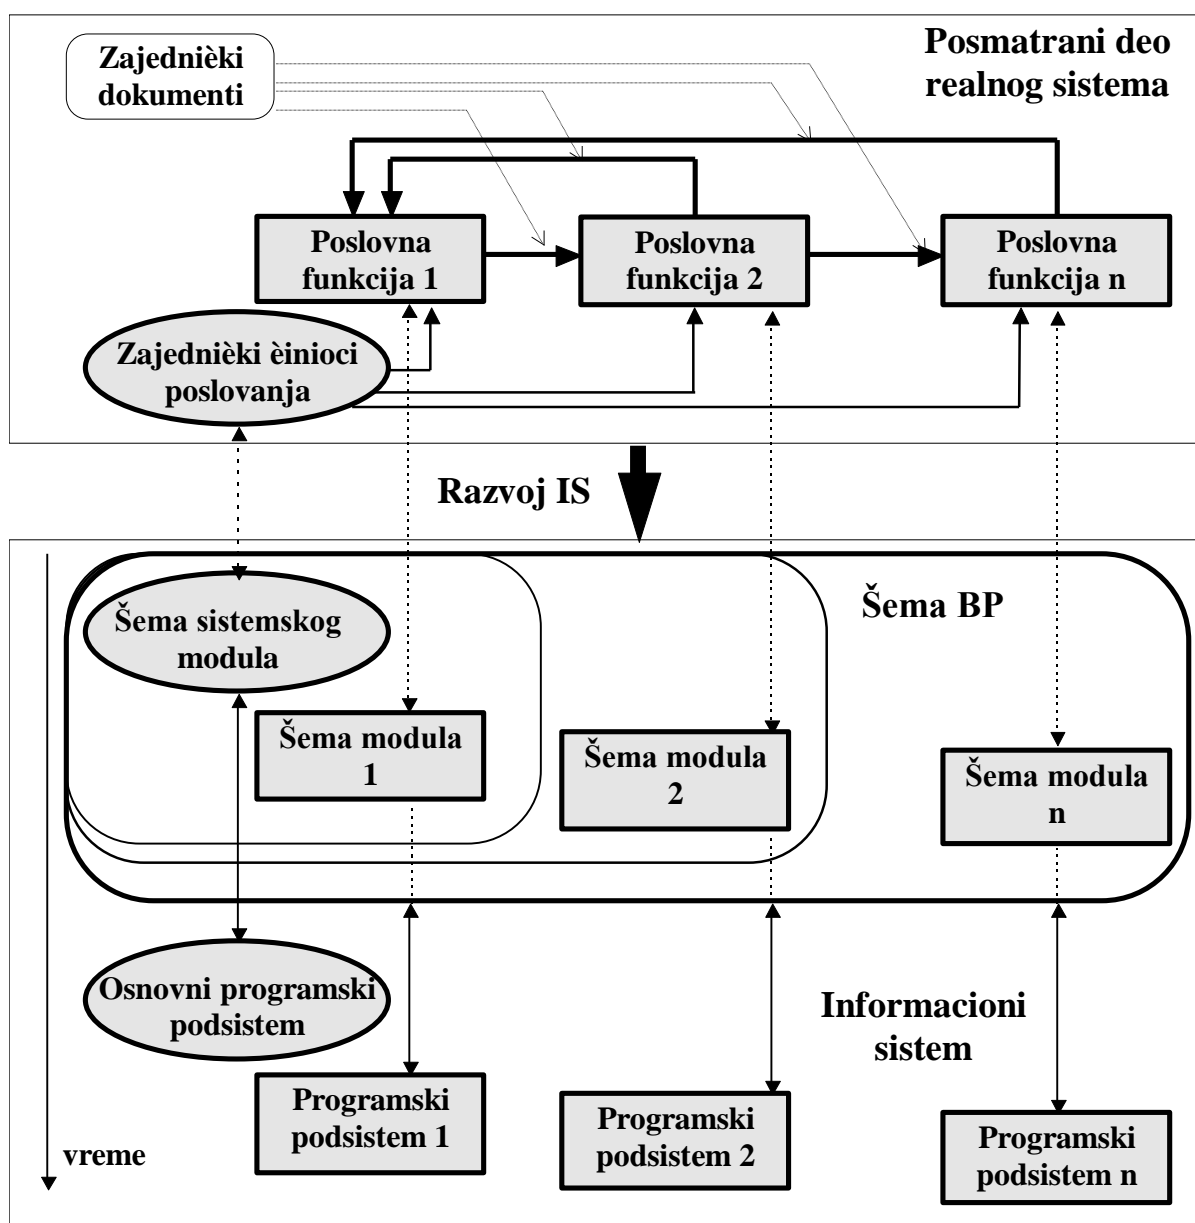 Zajednièki
dokumenti
Posmatrani deo
realnog sistema
Poslovna
funkcija 1
Poslovna
funkcija 2
Poslovna
funkcija n
Zajednièki èinioci
poslovanja
Razvoj IS
Šema BP
Šema sistemskog
modula
Šema modula
1
Šema modula
2
Šema modula
n
Osnovni programski
podsistem
Informacioni
sistem
Programski
podsistem 1
Programski
podsistem 2
Programski
podsistem n
vreme